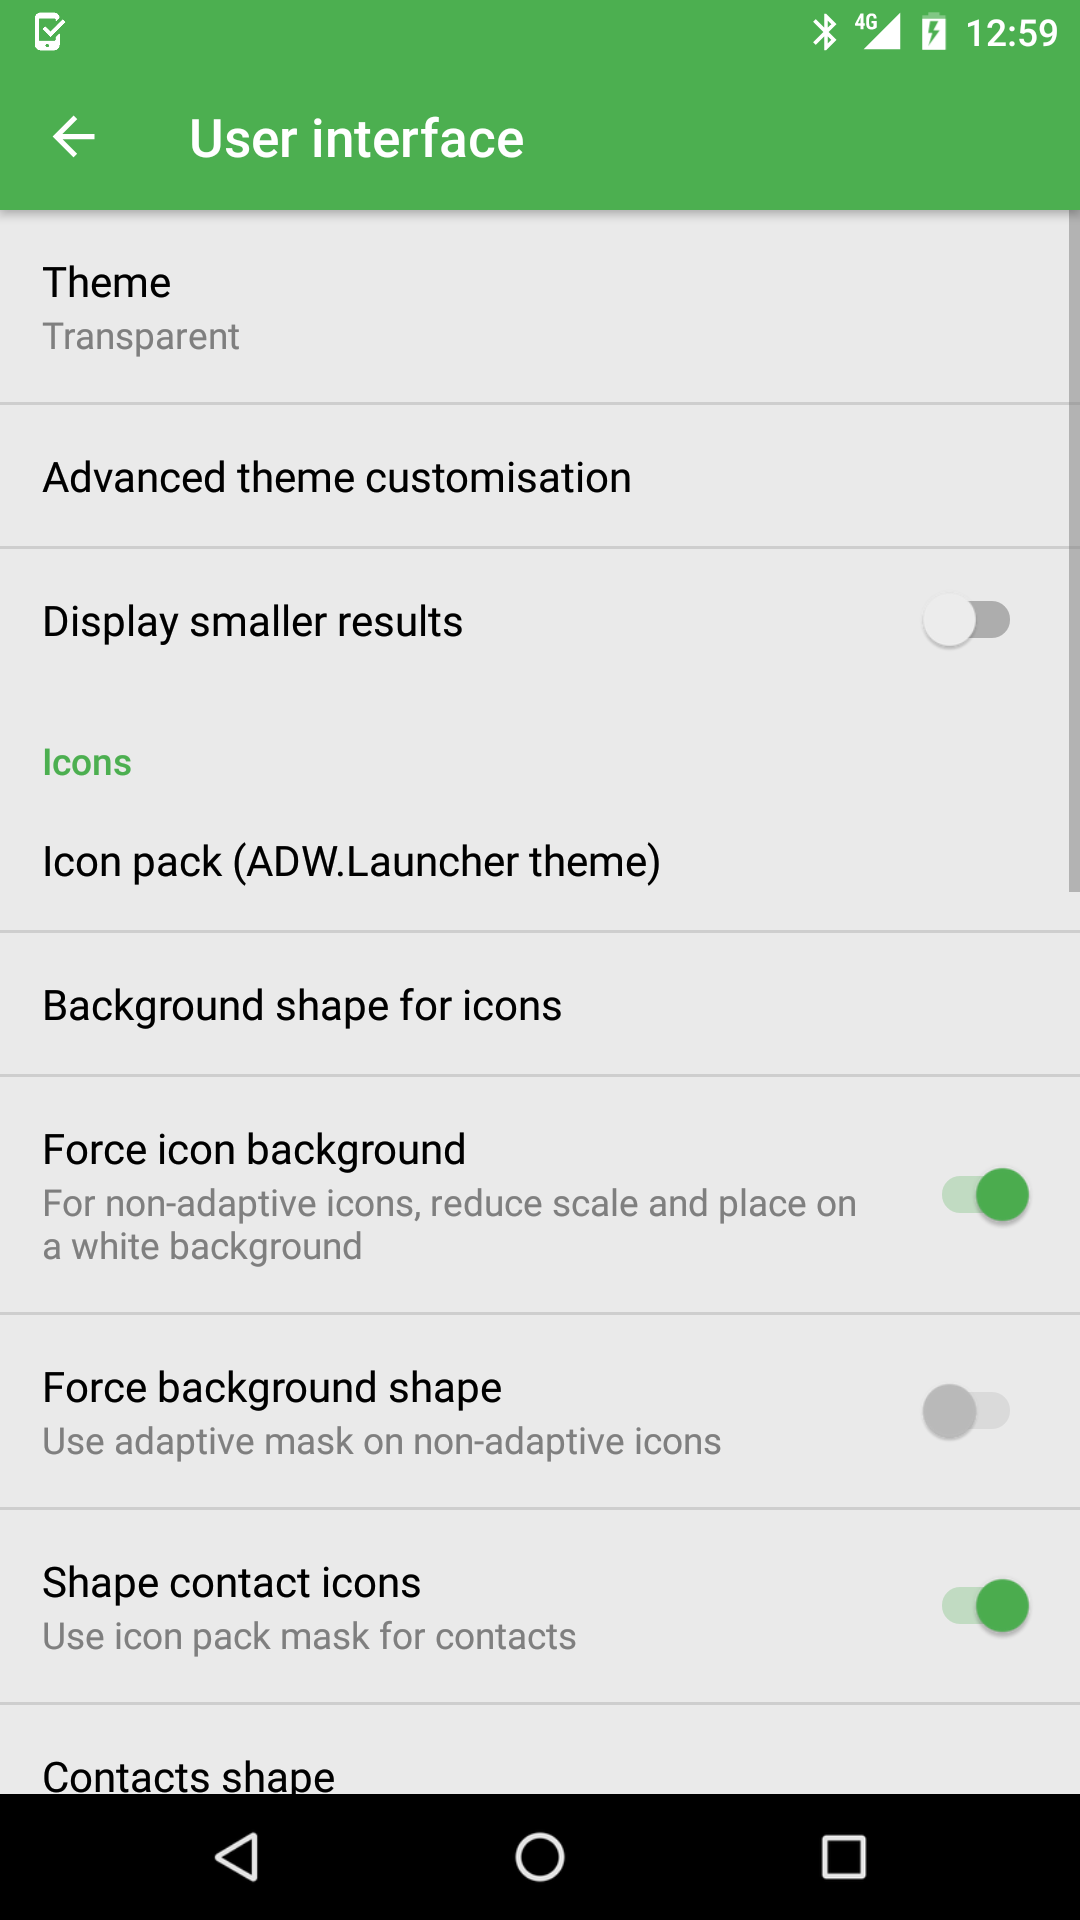 4G 12:59
User interface
Theme
Transparent
Advanced theme customisation
Display smaller results
Icons
Icon pack (ADW.Launcher theme)
Background shape for icons
Force icon background
For non-adaptive icons, reduce scale and place on
a white background
Force background shape
Use adaptive mask on non-adaptive icons
Shape contact icons
Use icon pack mask for contacts
Contacts shape